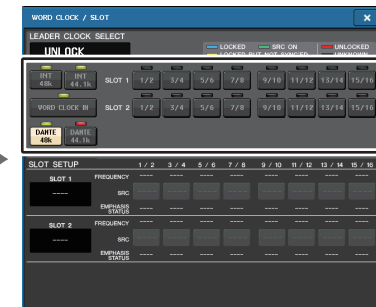 WORD CLOCK / SLOT
LEADER CLOCK SELECT
UNLOCK
LOCKED SRC ON UNLOCKED
LOCKED BUT NOT SYNCED UNKNOWN
INT 48k INT 44.1k SLOT 1 1/2 3/4 5/6 7/8 9/10 11/12 13/14 15/16
WORD CLOCK IN SLOT 2 1/2 3/4 5/6 7/8 9/10 11/12 13/14 15/16
DANTE 48k DANTE 44.1k
SLOT SETUP 1 / 2 3 / 4 5 / 6 7 / 8 9 / 10 11 / 12 13 / 14 15 / 16
SLOT 1 FREQUENCY ---- ---- ---- ---- ---- ---- ---- ----
---- SRC ---- ---- ---- ---- ---- ---- ---- ----
EMPHASIS STATUS ---- ---- ---- ---- ---- ---- ---- ----
SLOT 2 FREQUENCY ---- ---- ---- ---- ---- ---- ---- ----
---- SRC ---- ---- ---- ---- ---- ---- ---- ----
EMPHASIS STATUS ---- ---- ---- ---- ---- ---- ---- ----